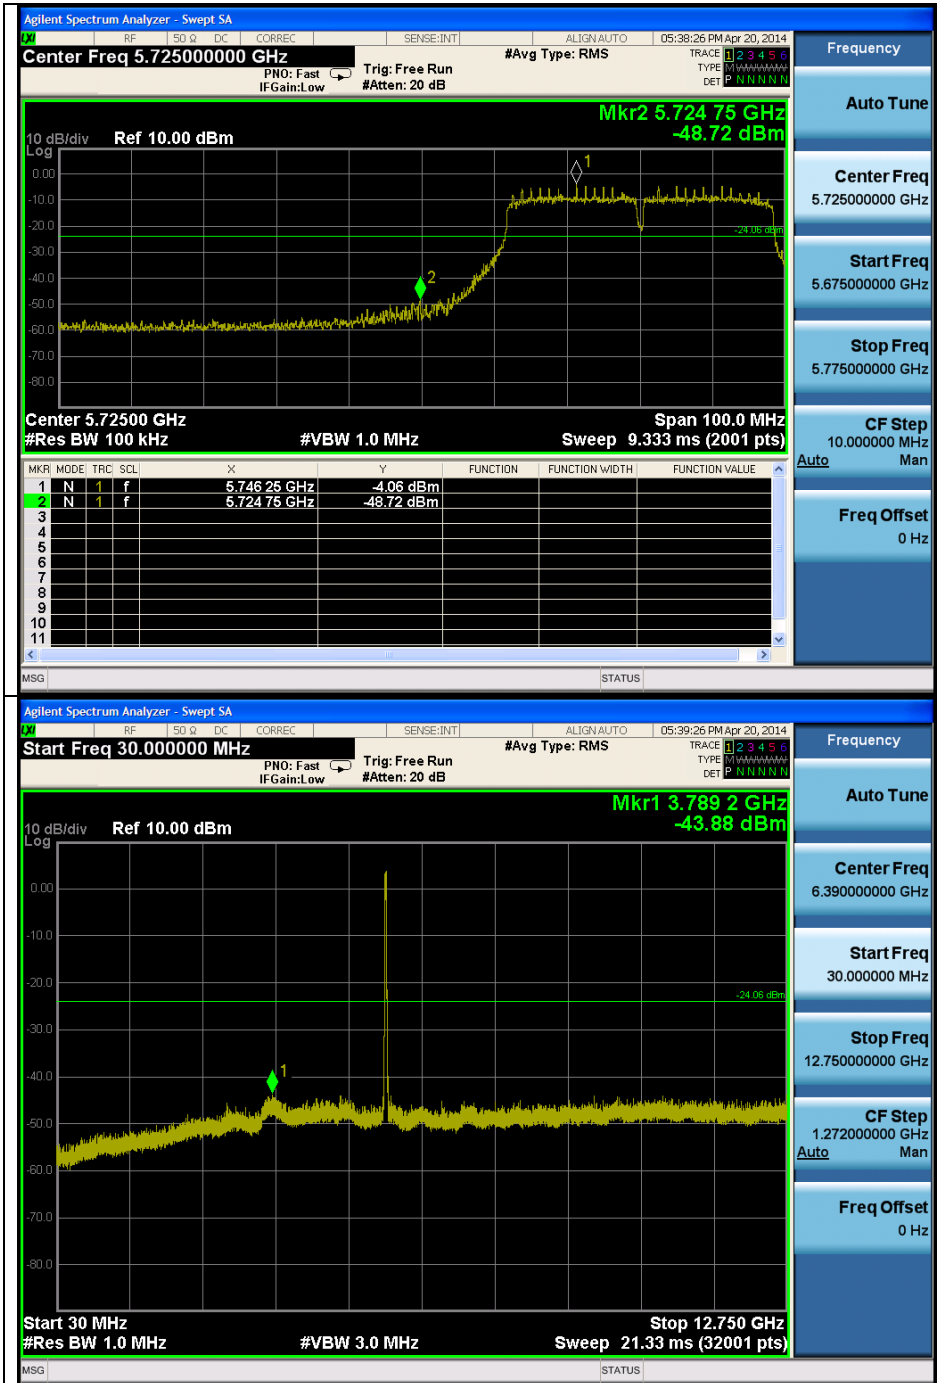 Agilent Spectrum Analyzer - Swept SA
LXI RF 50 Ω DC CORREC SENSE:INT ALIGN AUTO 05:38:26 PM Apr 20, 2014
Center Freq 5.725000000 GHz #Avg Type: RMS TRACE 1 2 3 4 5 6
PNO: Fast Trig: Free Run TYPE M WWWWW
IFGain:Low #Atten: 20 dB DET P N N N N N
Frequency
Auto Tune
Center Freq
5.725000000 GHz
Start Freq
5.675000000 GHz
Stop Freq
5.775000000 GHz
CF Step
10.000000 MHz
Auto Man
Freq Offset
0 Hz
Mkr2 5.724 75 GHz
-48.72 dBm
10 dB/div Ref 10.00 dBm
Log
0.00
-10.0
-20.0
-30.0
-40.0
-50.0
-60.0
-70.0
-80.0
1
2
-24.06 dBm
Center 5.72500 GHz Span 100.0 MHz
#Res BW 100 kHz #VBW 1.0 MHz Sweep 9.333 ms (2001 pts)
MKR MODE TRC SCL X Y FUNCTION FUNCTION WIDTH FUNCTION VALUE
1 N 1 f 5.746 25 GHz -4.06 dBm
2 N 1 f 5.724 75 GHz -48.72 dBm
3
4
5
6
7
8
9
10
11
MSG STATUS
Agilent Spectrum Analyzer - Swept SA
LXI RF 50 Ω DC CORREC SENSE:INT ALIGN AUTO 05:39:26 PM Apr 20, 2014
Start Freq 30.000000 MHz #Avg Type: RMS TRACE 1 2 3 4 5 6
PNO: Fast Trig: Free Run TYPE M WWWWW
IFGain:Low #Atten: 20 dB DET P N N N N N
Frequency
Auto Tune
Center Freq
6.390000000 GHz
Start Freq
30.000000 MHz
Stop Freq
12.750000000 GHz
CF Step
1.272000000 GHz
Auto Man
Freq Offset
0 Hz
Mkr1 3.789 2 GHz
-43.88 dBm
10 dB/div Ref 10.00 dBm
Log
0.00
-10.0
-20.0
-30.0
-40.0
-50.0
-60.0
-70.0
-80.0
1
-24.06 dBm
Start 30 MHz Stop 12.750 GHz
#Res BW 1.0 MHz #VBW 3.0 MHz Sweep 21.33 ms (32001 pts)
MSG STATUS